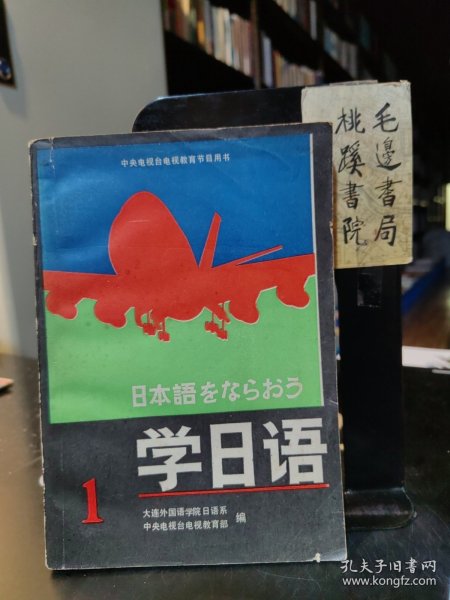 中央电视台电视教育节目用书
日本語をならおう
学日语
1
大连外国语学院日语系
中央电视台电视教育部
编
毛邊書局
桃蹊書院
孔夫子旧书网
www.kongfz.com